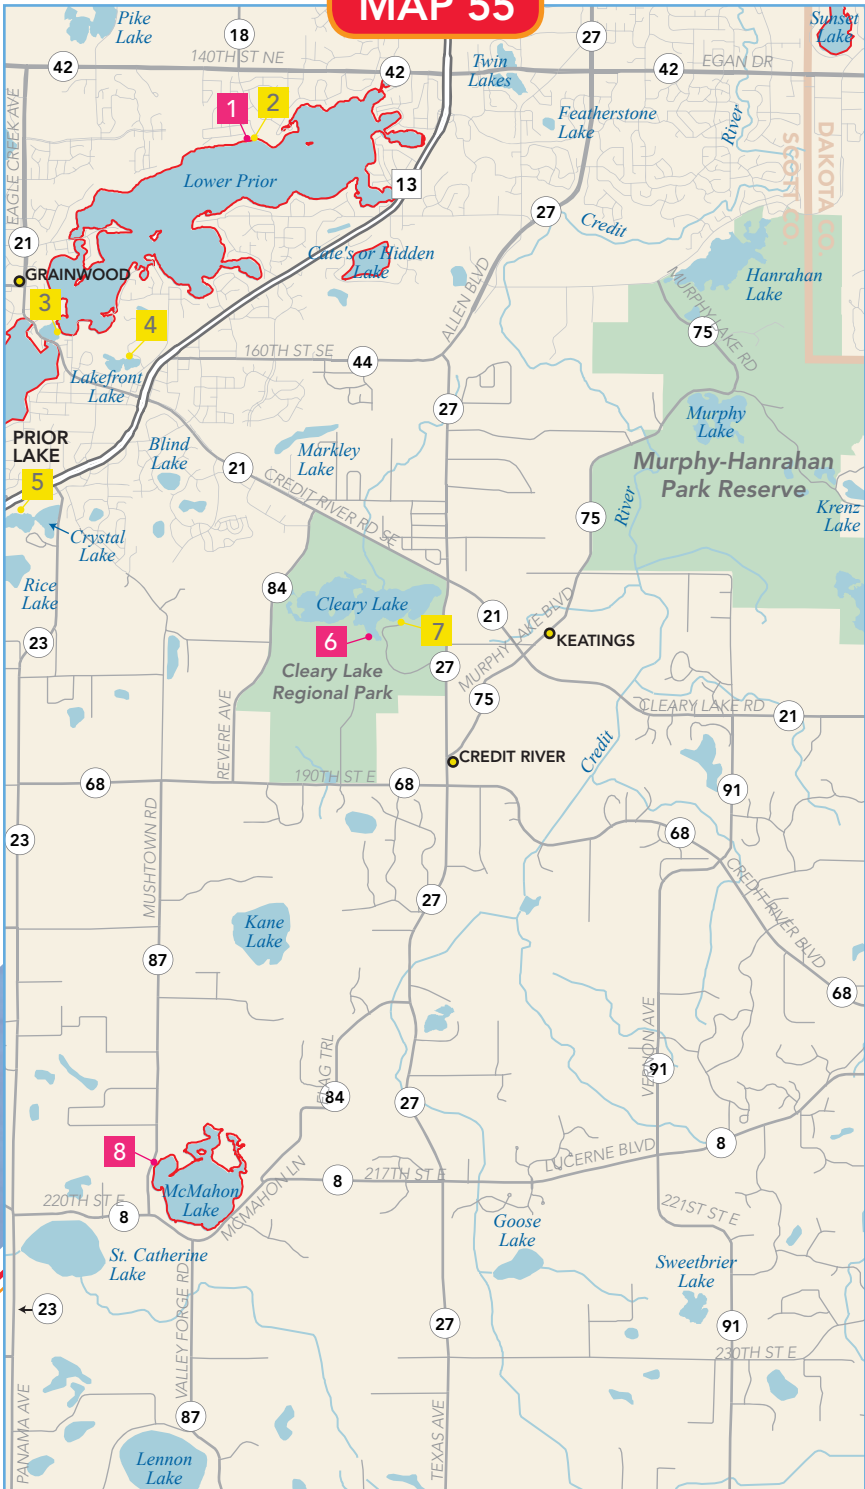 MAP 55
Pike
Lake
18
140TH ST NE
42
42
Twin
Lakes
27
42
EGAN DR
Sunset
Lake
EAGLE CREEK AVE
1
2
Featherstone
Lake
River
DAKOTA CO.
SCOTT CO.
Lower Prior
13
27
Credit
21
GRAINWOOD
Cate's or Hidden
Lake
ALLEN BLVD
Hanrahan
Lake
3
4
MURPHY LAKE RD
75
160TH ST SE
44
Lakefront
Lake
27
Murphy
Lake
PRIOR
LAKE
Blind
Lake
Markley
Lake
21
Murphy-Hanrahan
Park Reserve
5
CREDIT RIVER RD SE
River
75
Krenz
Lake
Crystal
Lake
Rice
Lake
84
Cleary Lake
MURPHY LAKE BLVD
21
23
6
7
KEATINGS
27
Cleary Lake
Regional Park
75
REVERE AVE
CLEARY LAKE RD
21
Credit
CREDIT RIVER
190TH ST E
68
68
91
MUSHTOWN RD
23
68
CREDIT RIVER BLVD
27
Kane
Lake
87
68
VERNON AVE
FLAG TRL
91
84
27
8
LUCERNE BLVD
8
217TH ST E
8
McMahon
Lake
MCMAHON LN
220TH ST E
8
221ST ST E
Goose
Lake
St. Catherine
Lake
Sweetbrier
Lake
VALLEY FORGE RD
23
27
91
230TH ST E
PANAMA AVE
87
TEXAS AVE
Lennon
Lake